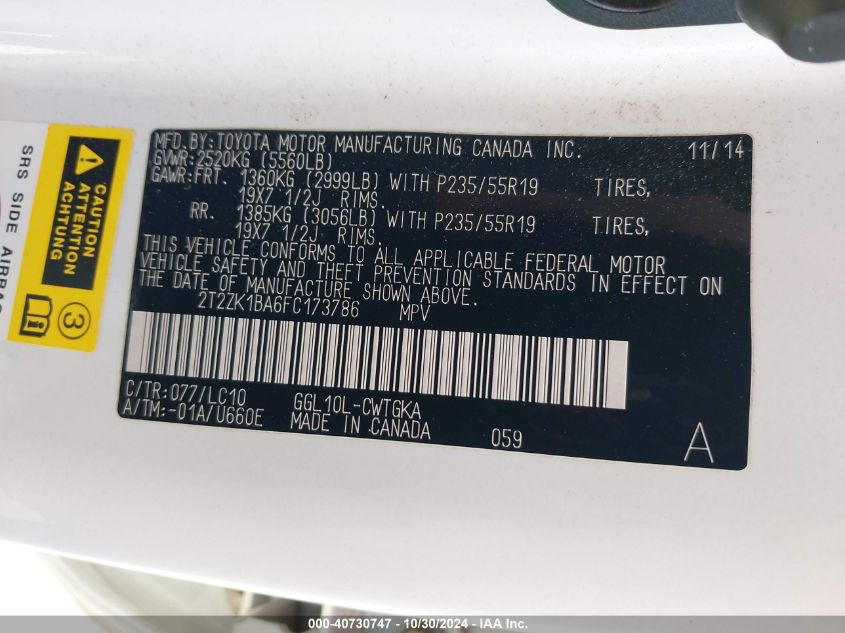 MFD. BY: TOYOTA MOTOR MANUFACTURING CANADA INC. 11/14
GVWR: 2520KG (5560LB)
GAWR: FRT. 1360KG (2999LB) WITH P235/55R19 TIRES,
19X7 1/2J RIMS.
RR. 1385KG (3056LB) WITH P235/55R19 TIRES,
19X7 1/2J RIMS.
THIS VEHICLE CONFORMS TO ALL APPLICABLE FEDERAL MOTOR
VEHICLE SAFETY AND THEFT PREVENTION STANDARDS IN EFFECT ON
THE DATE OF MANUFACTURE SHOWN ABOVE.
2T2ZK1BA6FC173786 MPV
C/TR: 077/LC10 GGL10L-CWTGKA
A/TM: -01A/U660E MADE IN CANADA 059
A
CAUTION
ACHTUNG
3
SRS SIDE AIRBAG
000-40730747 - 10/30/2024 - IAA Inc.